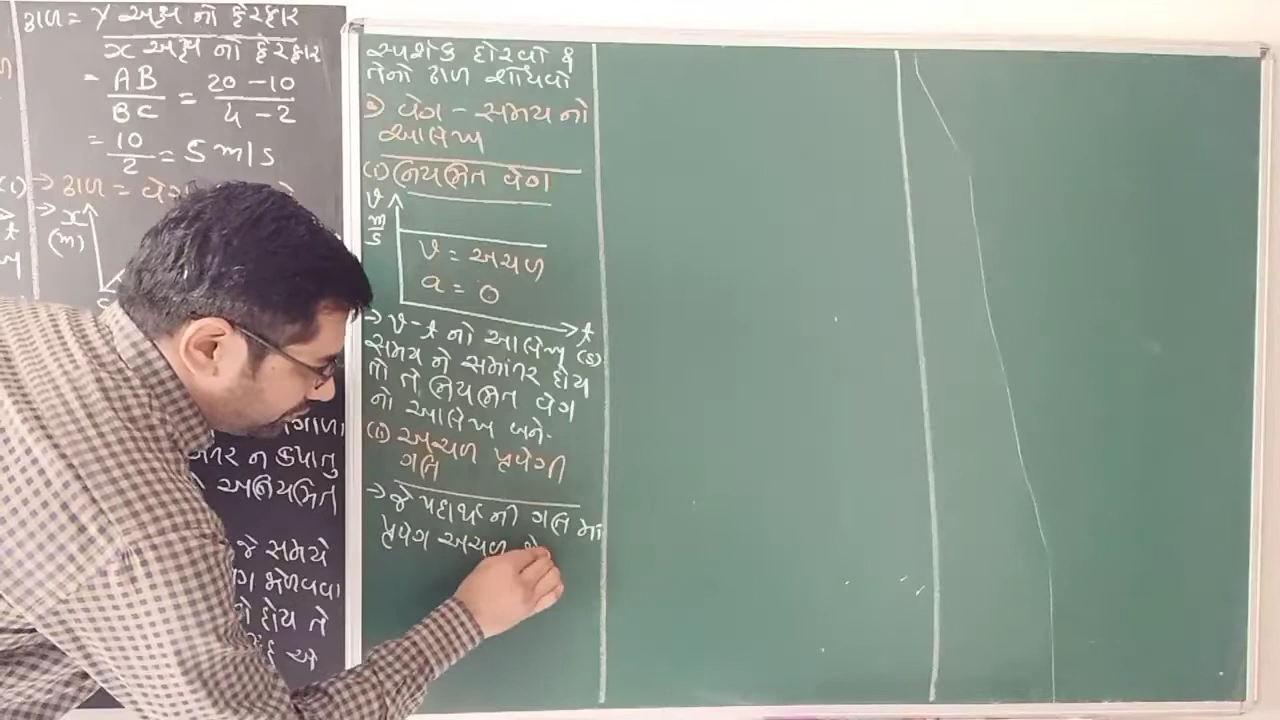 ઢાળ = y અક્ષ નો ફેરફાર
x અક્ષ નો ફેરફાર
= AB / BC = 20 - 10 / 4 - 2
= 10 / 2 = 5 m/s
(i) → ઢાળ = વેગ
→ x
(m)
ન કપાતુ
અનિયમિત
જે સમયે
મેળવવા
હોય તે
એ
સ્પર્શક દોરવો &
તેનો ઢાળ શોધવો
વેગ - સમય નો
આલેખ
(i) નિયમિત વેગ
v
m/s
v = અચળ
a = 0
t
(s)
→ v-t નો આલેખ
સમય ને સમાંતર હોય
તો તે નિયમિત વેગ
નો આલેખ બને.
(ii) અચળ પ્રવેગી
ગતિ
→ જે પદાર્થ ની ગતિ માં
પ્રવેગ અચળ